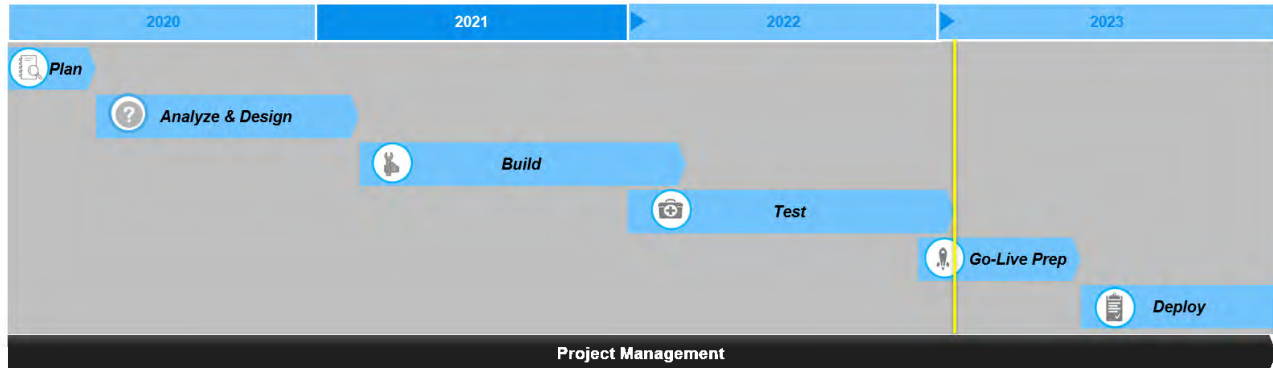 2020 2021 2022 2023
Plan
Analyze & Design
Build
Test
Go-Live Prep
Deploy
Project Management